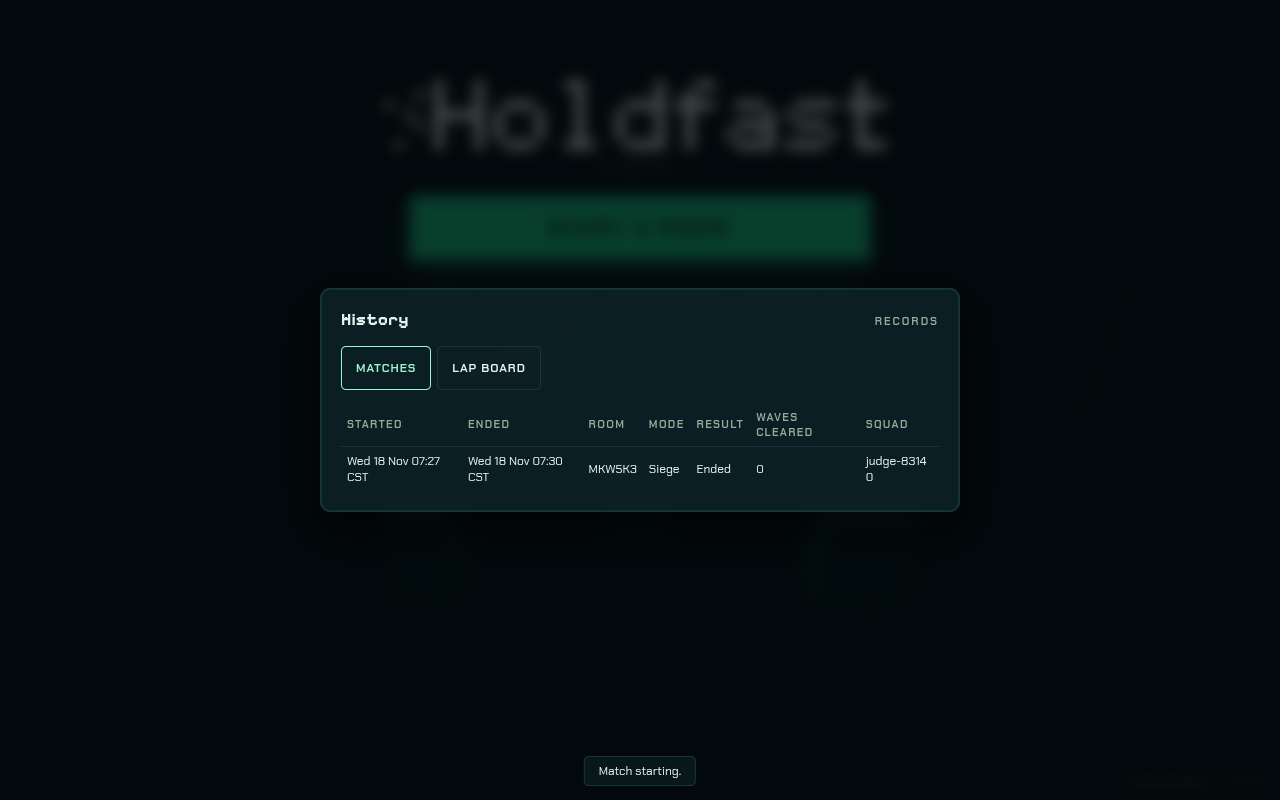 Holdfast
History
RECORDS
MATCHES
LAP BOARD
STARTED ENDED ROOM MODE RESULT WAVES CLEARED SQUAD
Wed 18 Nov 07:27 CST Wed 18 Nov 07:30 CST MKW5K3 Siege Ended 0 judge-8314 0
Match starting.